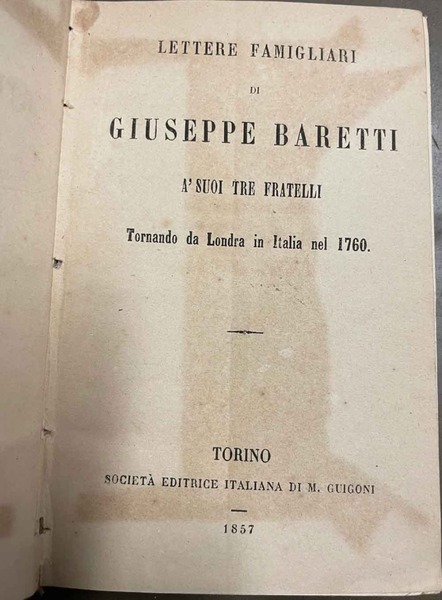 LETTERE FAMIGLIARI
DI
GIUSEPPE BARETTI
A' SUOI TRE FRATELLI
Tornando da Londra in Italia nel 1760.
TORINO
SOCIETÀ EDITRICE ITALIANA DI M. GUIGONI
1857